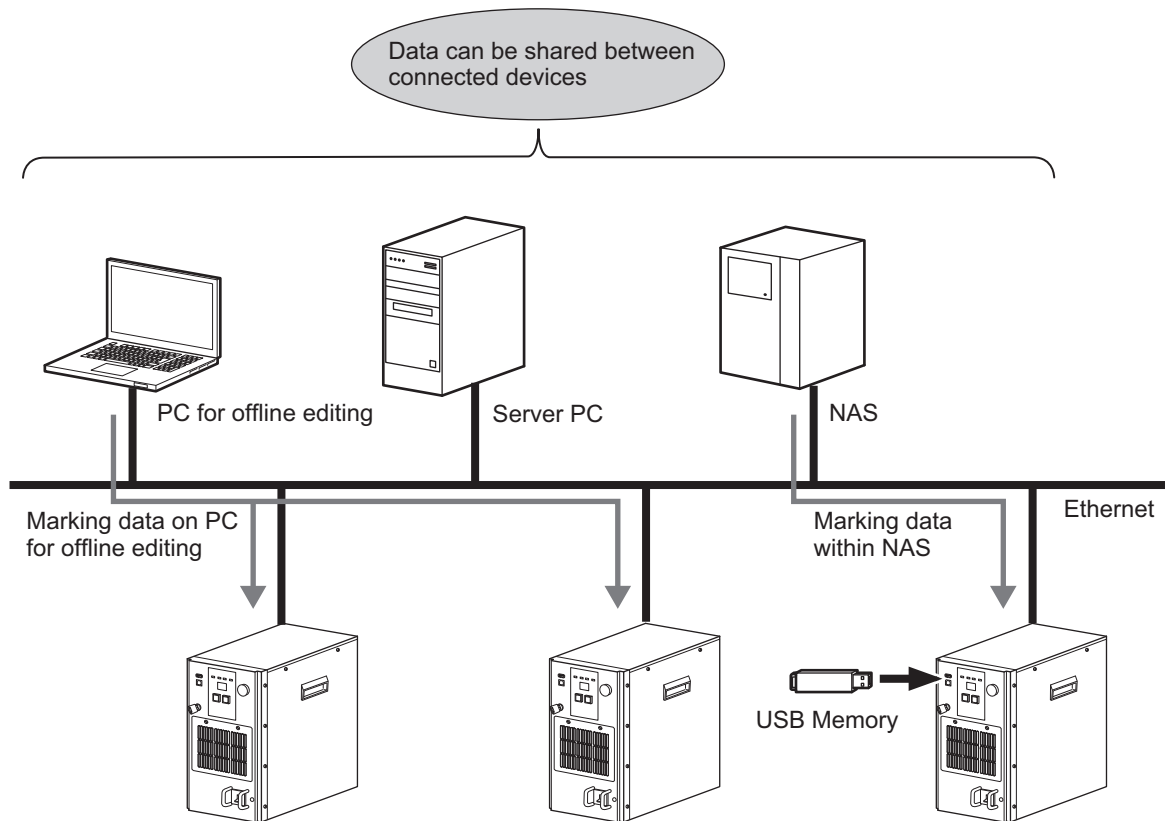 Data can be shared between
connected devices
PC for offline editing
Server PC
NAS
Ethernet
Marking data on PC
for offline editing
Marking data
within NAS
USB Memory